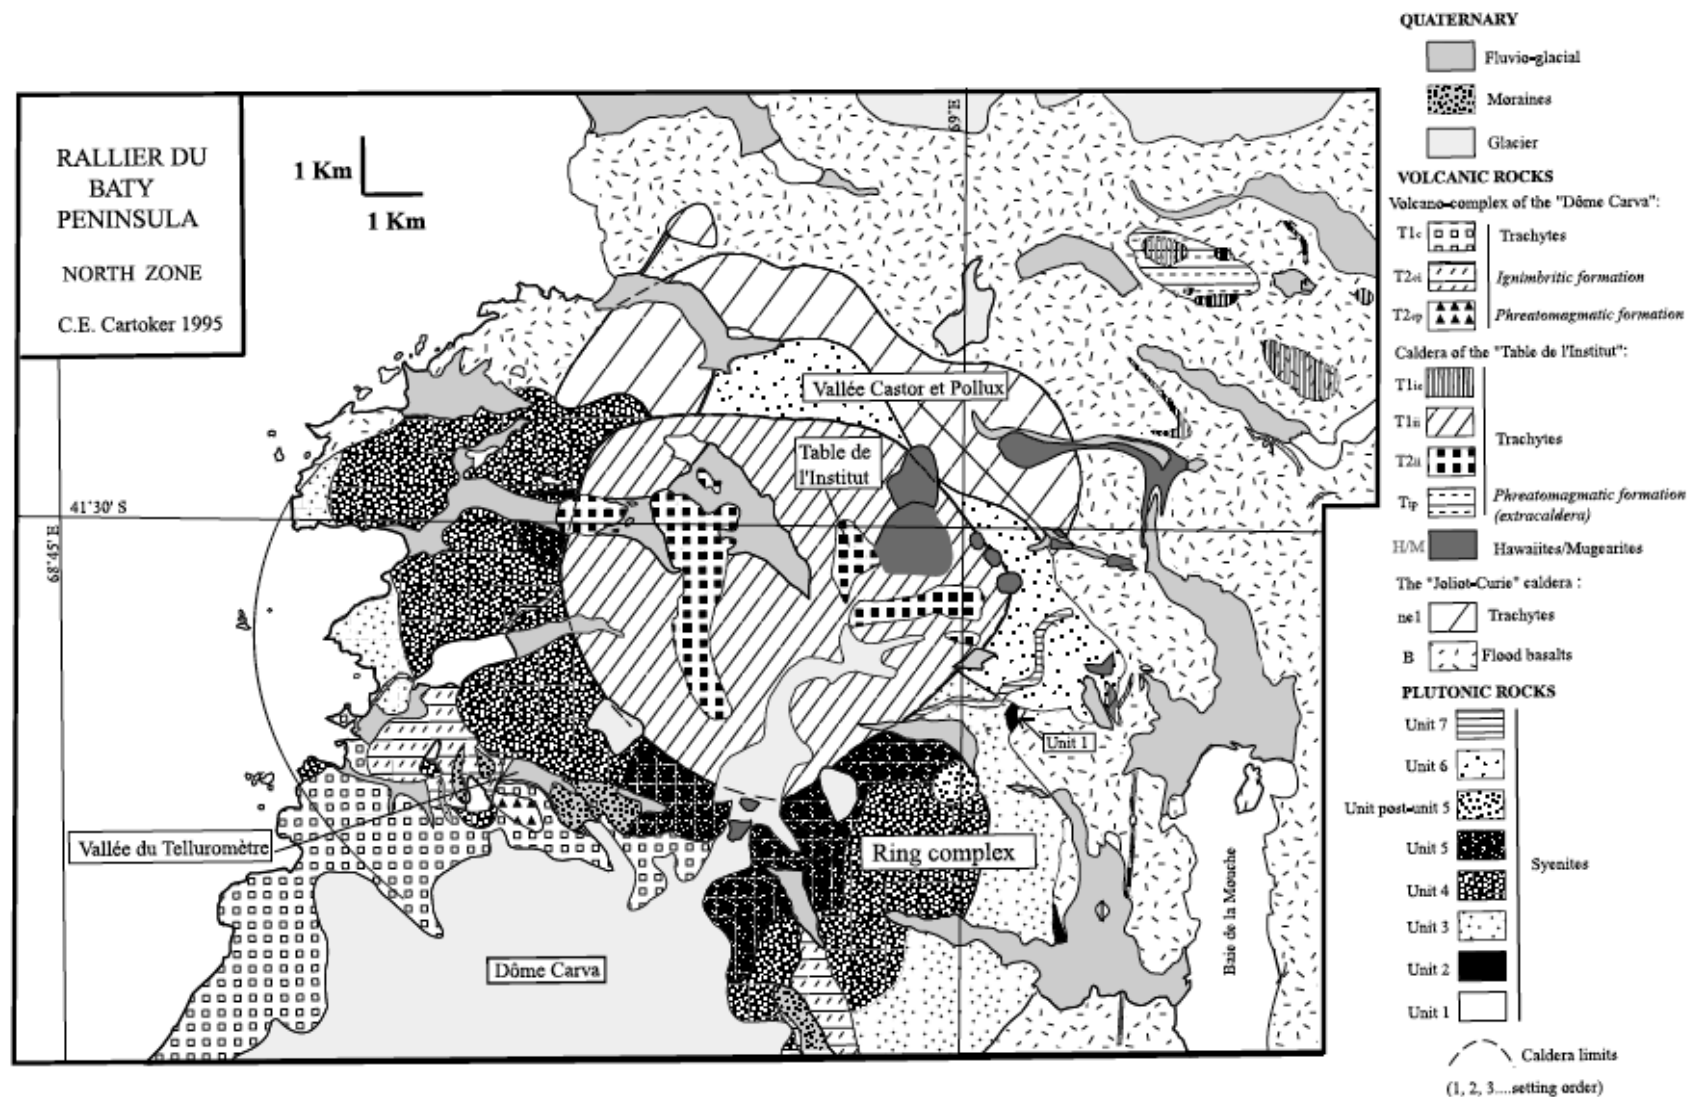 RALLIER DU
BATY
PENINSULA
NORTH ZONE
C.E. Cartoker 1995
1 Km
1 Km
69°E
41°30' S
68°45' E
Vallée Castor et Pollux
Table de
l'Institut
Unit 1
Vallée du Telluromètre
Ring complex
Dôme Carva
Baie de la Mouche
QUATERNARY
Fluvio-glacial
Moraines
Glacier
VOLCANIC ROCKS
Volcano-complex of the "Dôme Carva":
T1c Trachytes
T2ei Ignimbritic formation
T2ep Phreatomagmatic formation
Caldera of the "Table de l'Institut":
T1ie
T1ii
Trachytes
T2ii
Tip Phreatomagmatic formation
(extracaldera)
H/M Hawaiites/Mugearites
The "Joliot-Curie" caldera :
ne1 Trachytes
B Flood basalts
PLUTONIC ROCKS
Unit 7
Unit 6
Unit post-unit 5
Unit 5
Syenites
Unit 4
Unit 3
Unit 2
Unit 1
Caldera limits
(1, 2, 3....setting order)